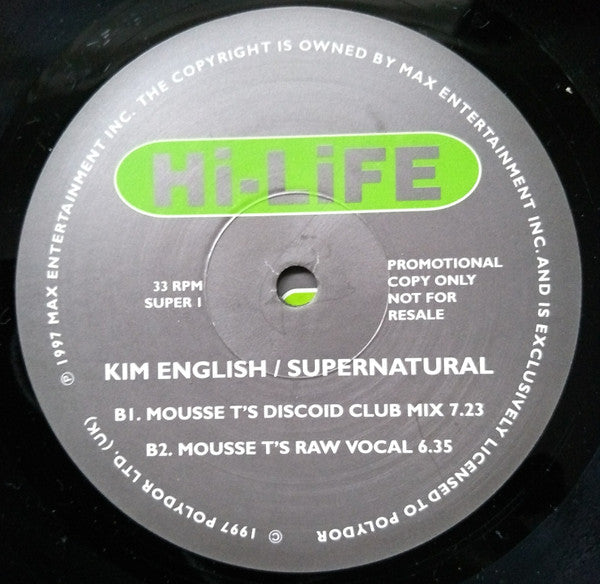 ℗ 1997 MAX ENTERTAINMENT INC. THE COPYRIGHT IS OWNED BY MAX ENTERTAINMENT INC. AND IS EXCLUSIVELY LICENSED TO POLYDOR
Hi-LiFE
33 RPM
SUPER 1
PROMOTIONAL
COPY ONLY
NOT FOR
RESALE
KIM ENGLISH / SUPERNATURAL
B1. MOUSSE T'S DISCOID CLUB MIX 7.23
B2. MOUSSE T'S RAW VOCAL 6.35
© 1997 POLYDOR LTD. (UK)